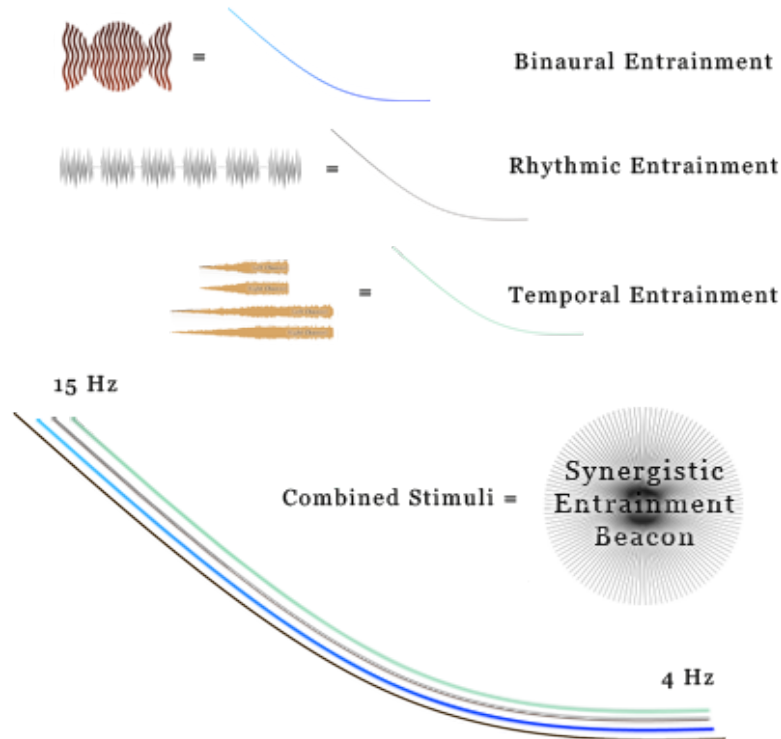 = Binaural Entrainment
= Rhythmic Entrainment
= Temporal Entrainment
15 Hz
Combined Stimuli =
Synergistic
Entrainment
Beacon
4 Hz